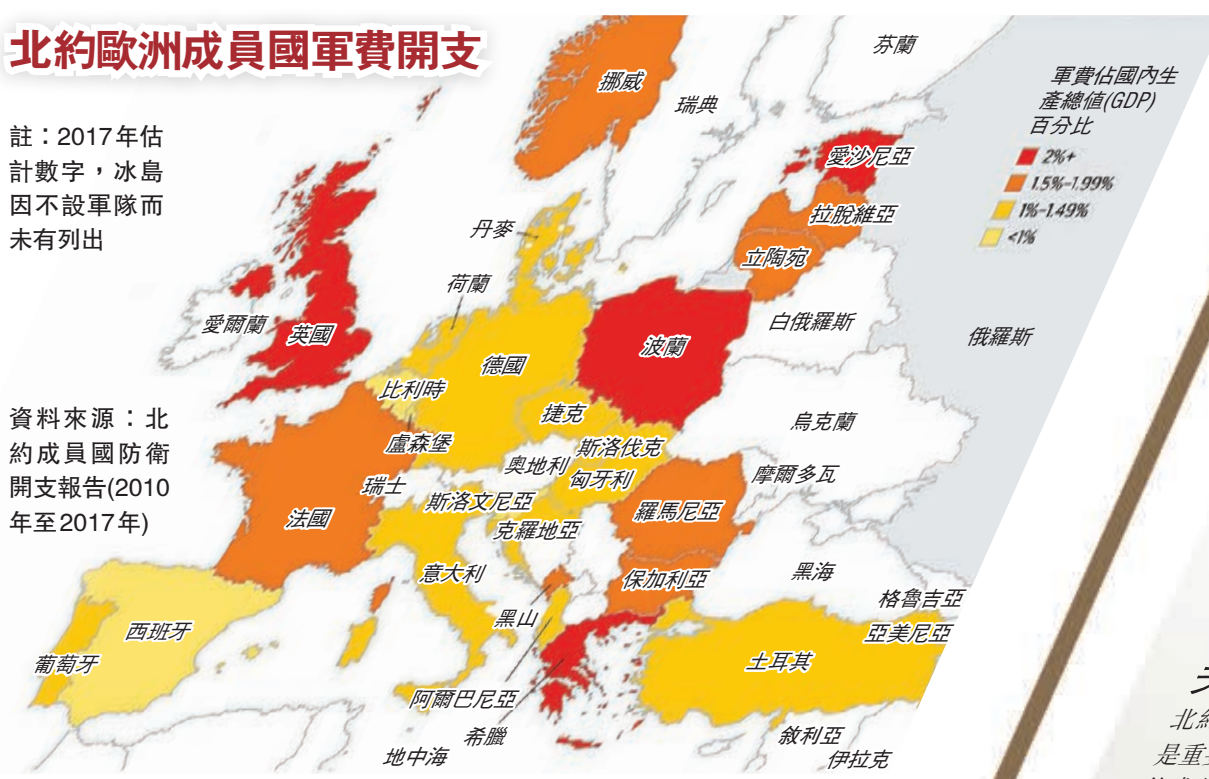 北約歐洲成員國軍費開支
註：2017年估
計數字，冰島
因不設軍隊而
未有列出
資料來源：北
約成員國防衛
開支報告(2010
年至2017年)
軍費佔國內生
產總值(GDP)
百分比
2%+
1.5%-1.99%
1%-1.49%
<1%
芬蘭
挪威
瑞典
愛沙尼亞
拉脫維亞
立陶宛
丹麥
荷蘭
愛爾蘭
英國
白俄羅斯
俄羅斯
波蘭
德國
比利時
捷克
烏克蘭
盧森堡
斯洛伐克
奧地利
匈牙利
摩爾多瓦
瑞士
斯洛文尼亞
法國
羅馬尼亞
克羅地亞
意大利
保加利亞
黑海
格魯吉亞
黑山
亞美尼亞
西班牙
葡萄牙
土耳其
阿爾巴尼亞
希臘
地中海
敘利亞
伊拉克
北約
是重